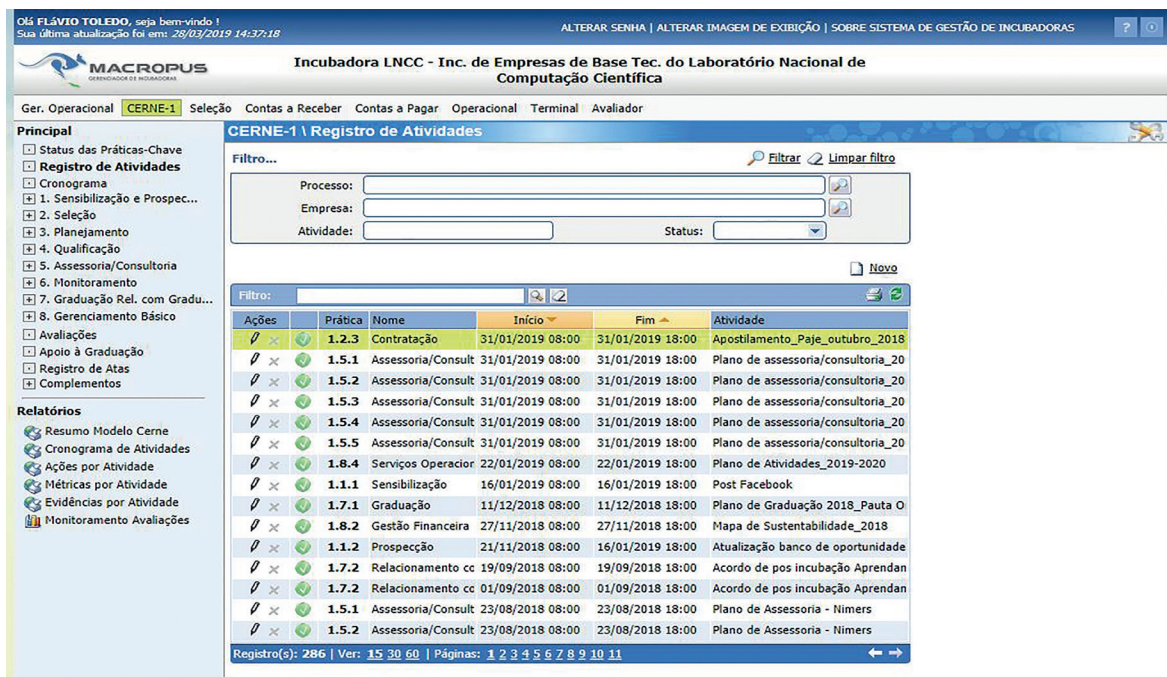 Olá FLÁVIO TOLEDO, seja bem-vindo !
Sua última atualização foi em: 28/03/2019 14:37:18
ALTERAR SENHA | ALTERAR IMAGEM DE EXIBIÇÃO | SOBRE SISTEMA DE GESTÃO DE INCUBADORAS
?
MACROPUS
GERENCIADOR DE INCUBADORAS
Incubadora LNCC - Inc. de Empresas de Base Tec. do Laboratório Nacional de
Computação Científica
Ger. Operacional CERNE-1 Seleção Contas a Receber Contas a Pagar Operacional Terminal Avaliador
Principal
Status das Práticas-Chave
Registro de Atividades
Cronograma
1. Sensibilização e Prospec...
2. Seleção
3. Planejamento
4. Qualificação
5. Assessoria/Consultoria
6. Monitoramento
7. Graduação Rel. com Gradu...
8. Gerenciamento Básico
Avaliações
Apoio à Graduação
Registro de Atas
Complementos
Relatórios
Resumo Modelo Cerne
Cronograma de Atividades
Ações por Atividade
Métricas por Atividade
Evidências por Atividade
Monitoramento Avaliações
CERNE-1 \ Registro de Atividades
Filtro... Filtrar Limpar filtro
Processo:
Empresa:
Atividade: Status:
Novo
Filtro:
Ações Prática Nome Início Fim Atividade
1.2.3 Contratação 31/01/2019 08:00 31/01/2019 18:00 Apostilamento_Paje_outubro_2018
1.5.1 Assessoria/Consult 31/01/2019 08:00 31/01/2019 18:00 Plano de assessoria/consultoria_20
1.5.2 Assessoria/Consult 31/01/2019 08:00 31/01/2019 18:00 Plano de assessoria/consultoria_20
1.5.3 Assessoria/Consult 31/01/2019 08:00 31/01/2019 18:00 Plano de assessoria/consultoria_20
1.5.4 Assessoria/Consult 31/01/2019 08:00 31/01/2019 18:00 Plano de assessoria/consultoria_20
1.5.5 Assessoria/Consult 31/01/2019 08:00 31/01/2019 18:00 Plano de assessoria/consultoria_20
1.8.4 Serviços Operacior 22/01/2019 08:00 22/01/2019 18:00 Plano de Atividades_2019-2020
1.1.1 Sensibilização 16/01/2019 08:00 16/01/2019 18:00 Post Facebook
1.7.1 Graduação 11/12/2018 08:00 11/12/2018 18:00 Plano de Graduação 2018_Pauta O
1.8.2 Gestão Financeira 27/11/2018 08:00 27/11/2018 18:00 Mapa de Sustentabilidade_2018
1.1.2 Prospecção 21/11/2018 08:00 16/01/2019 18:00 Atualização banco de oportunidade
1.7.2 Relacionamento cc 19/09/2018 08:00 19/09/2018 18:00 Acordo de pos incubação Aprendan
1.7.2 Relacionamento cc 01/09/2018 08:00 01/09/2018 18:00 Acordo de pos incubação Aprendan
1.5.1 Assessoria/Consult 23/08/2018 08:00 23/08/2018 18:00 Plano de Assessoria - Nimers
1.5.2 Assessoria/Consult 23/08/2018 08:00 23/08/2018 18:00 Plano de Assessoria - Nimers
Registro(s): 286 | Ver: 15 30 60 | Páginas: 1 2 3 4 5 6 7 8 9 10 11